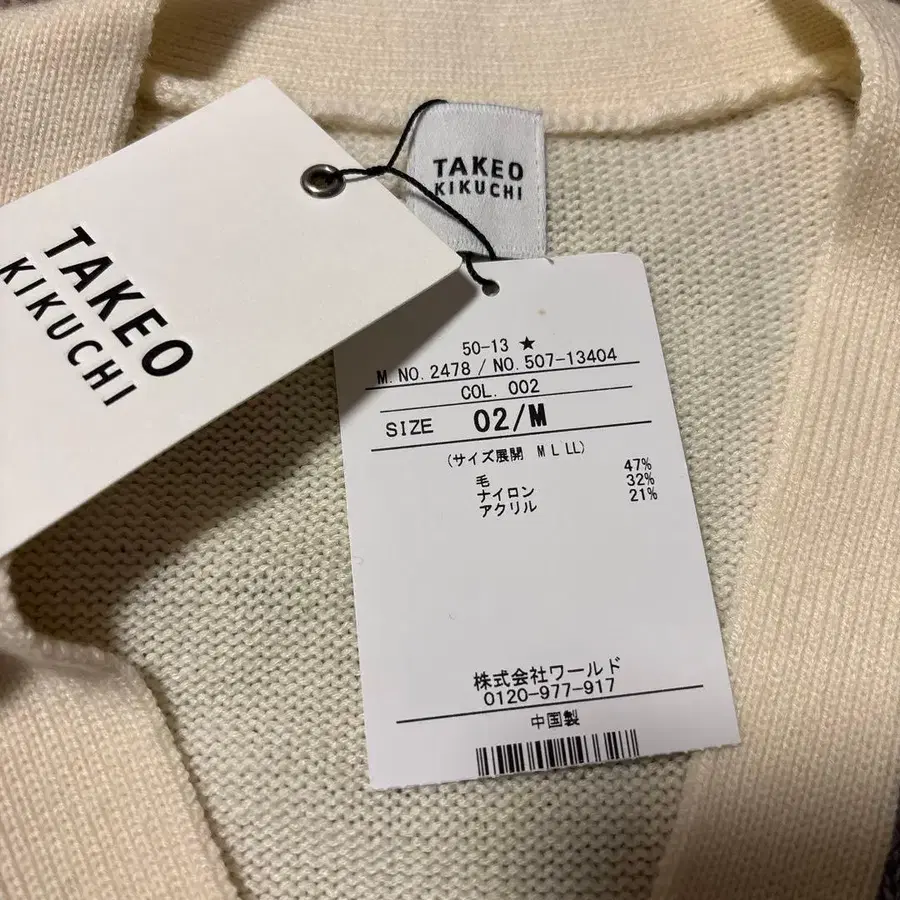 TAKEO
KIKUCHI
TAKEO
KIKUCHI
50-13 ★
M. NO. 2478 / NO. 507-13404
COL. 002
SIZE 02/M
(サイズ展開 M L LL)
毛 47%
ナイロン 32%
アクリル 21%
株式会社ワールド
0120-977-917
中国製